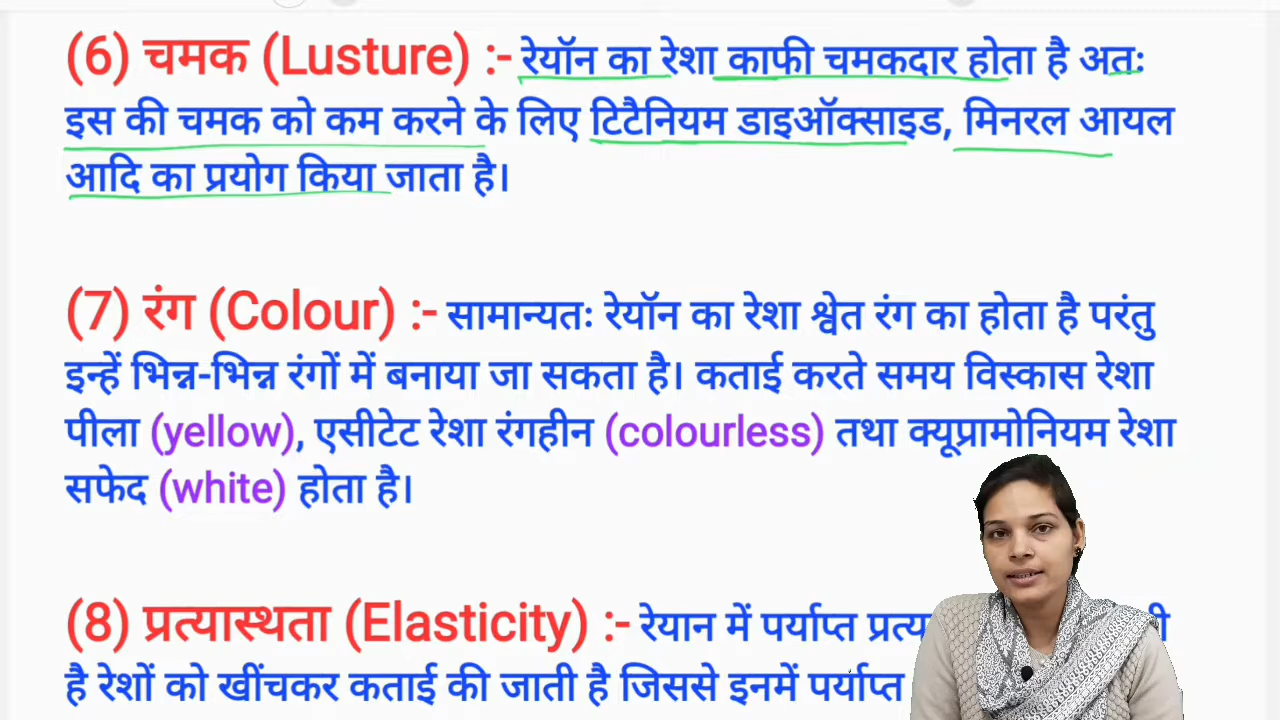 (6) चमक (Lusture) :- रेयॉन का रेशा काफी चमकदार होता है अतः
इस की चमक को कम करने के लिए टिटैनियम डाइऑक्साइड, मिनरल आयल
आदि का प्रयोग किया जाता है।
(7) रंग (Colour) :- सामान्यतः रेयॉन का रेशा श्वेत रंग का होता है परंतु
इन्हें भिन्न-भिन्न रंगों में बनाया जा सकता है। कताई करते समय विस्कास रेशा
पीला (yellow), एसीटेट रेशा रंगहीन (colourless) तथा क्यूप्रामोनियम रेशा
सफेद (white) होता है।
(8) प्रत्यास्थता (Elasticity) :- रेयान में पर्याप्त
है रेशों को खींचकर कताई की जाती है जिससे इनमें पर्याप्त